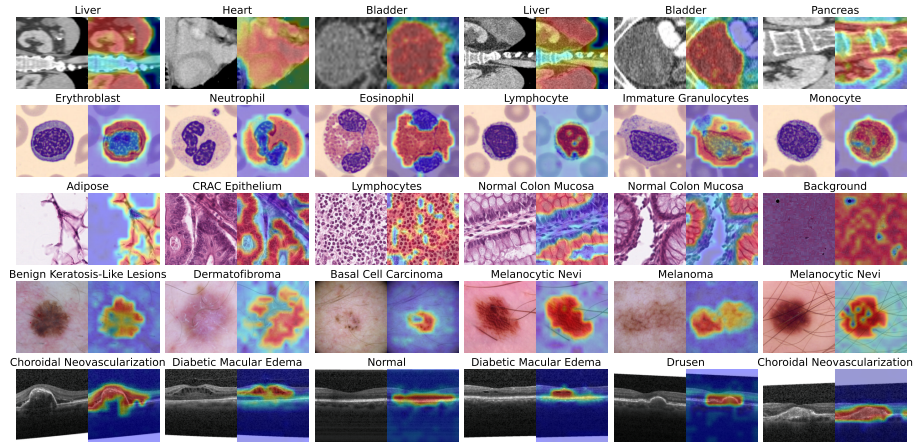 Liver Heart Bladder Liver Bladder Pancreas
Erythroblast Neutrophil Eosinophil Lymphocyte Immature Granulocytes Monocyte
Adipose CRAC Epithelium Lymphocytes Normal Colon Mucosa Normal Colon Mucosa Background
Benign Keratosis-Like Lesions Dermatofibroma Basal Cell Carcinoma Melanocytic Nevi Melanoma Melanocytic Nevi
Choroidal Neovascularization Diabetic Macular Edema Normal Diabetic Macular Edema Drusen Choroidal Neovascularization